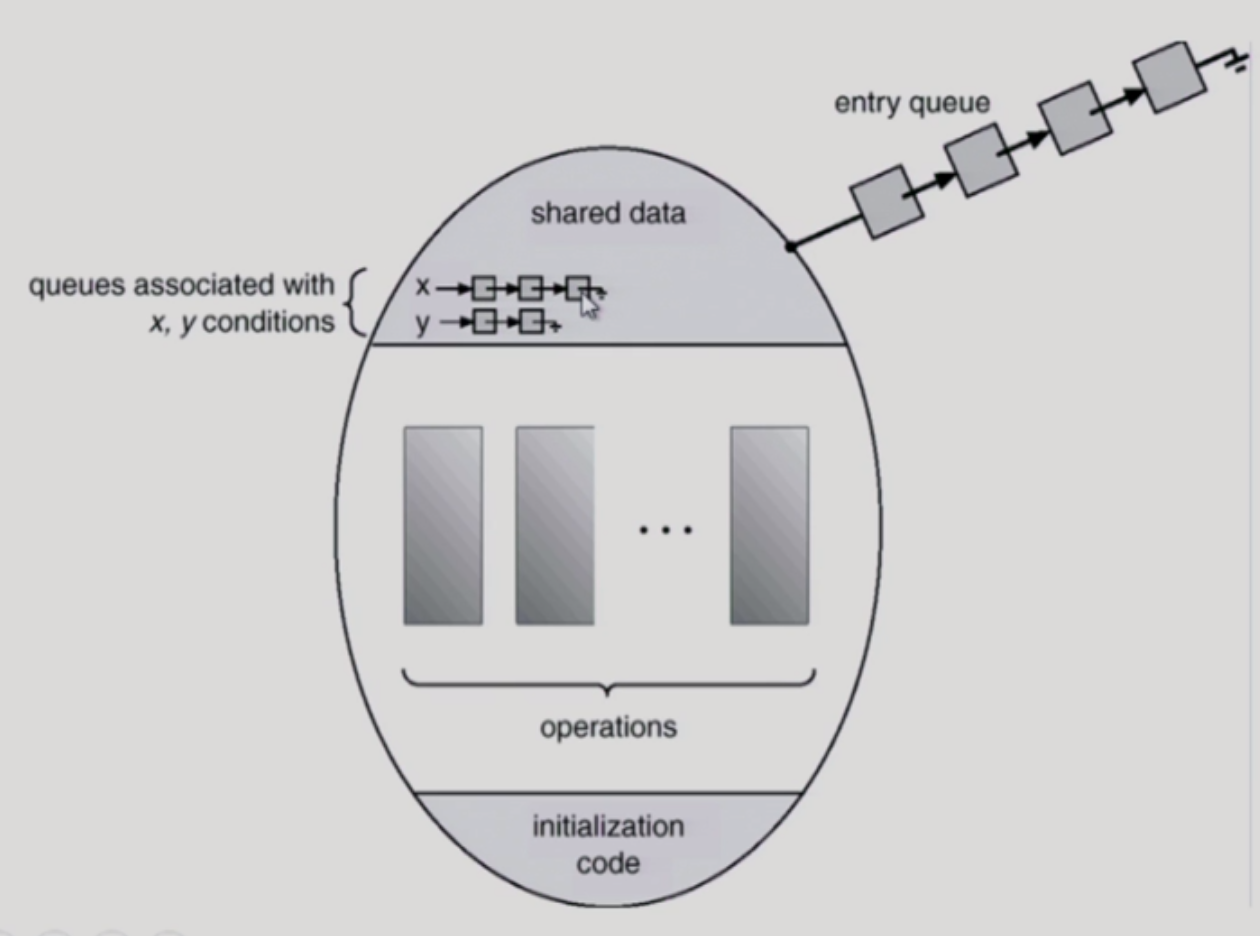 entry queue
shared data
queues associated with
x, y conditions
x
y
...
operations
initialization
code